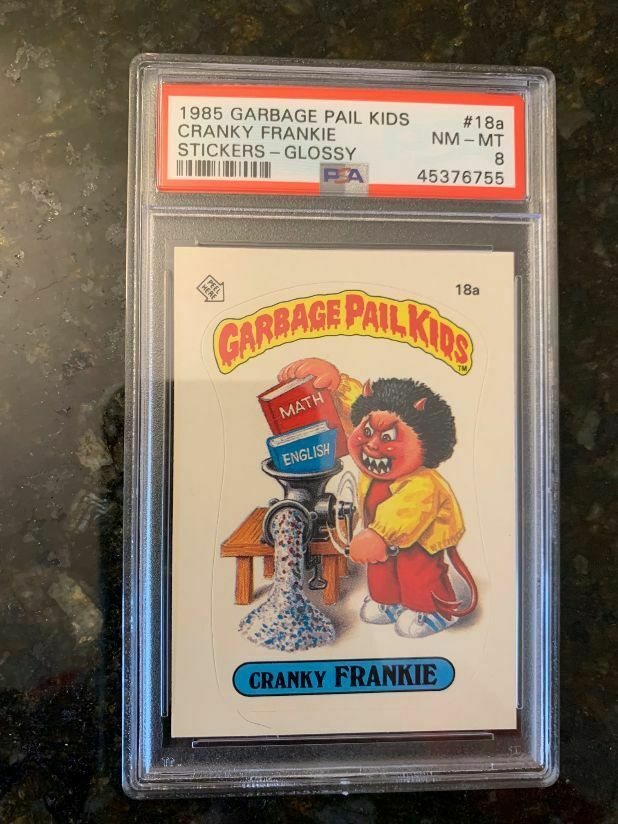 1985 GARBAGE PAIL KIDS #18a
CRANKY FRANKIE NM - MT
STICKERS - GLOSSY 8
PSA 45376755
PEEL HERE
18a
GARBAGE PAIL KIDS
TM
MATH
ENGLISH
CRANKY FRANKIE